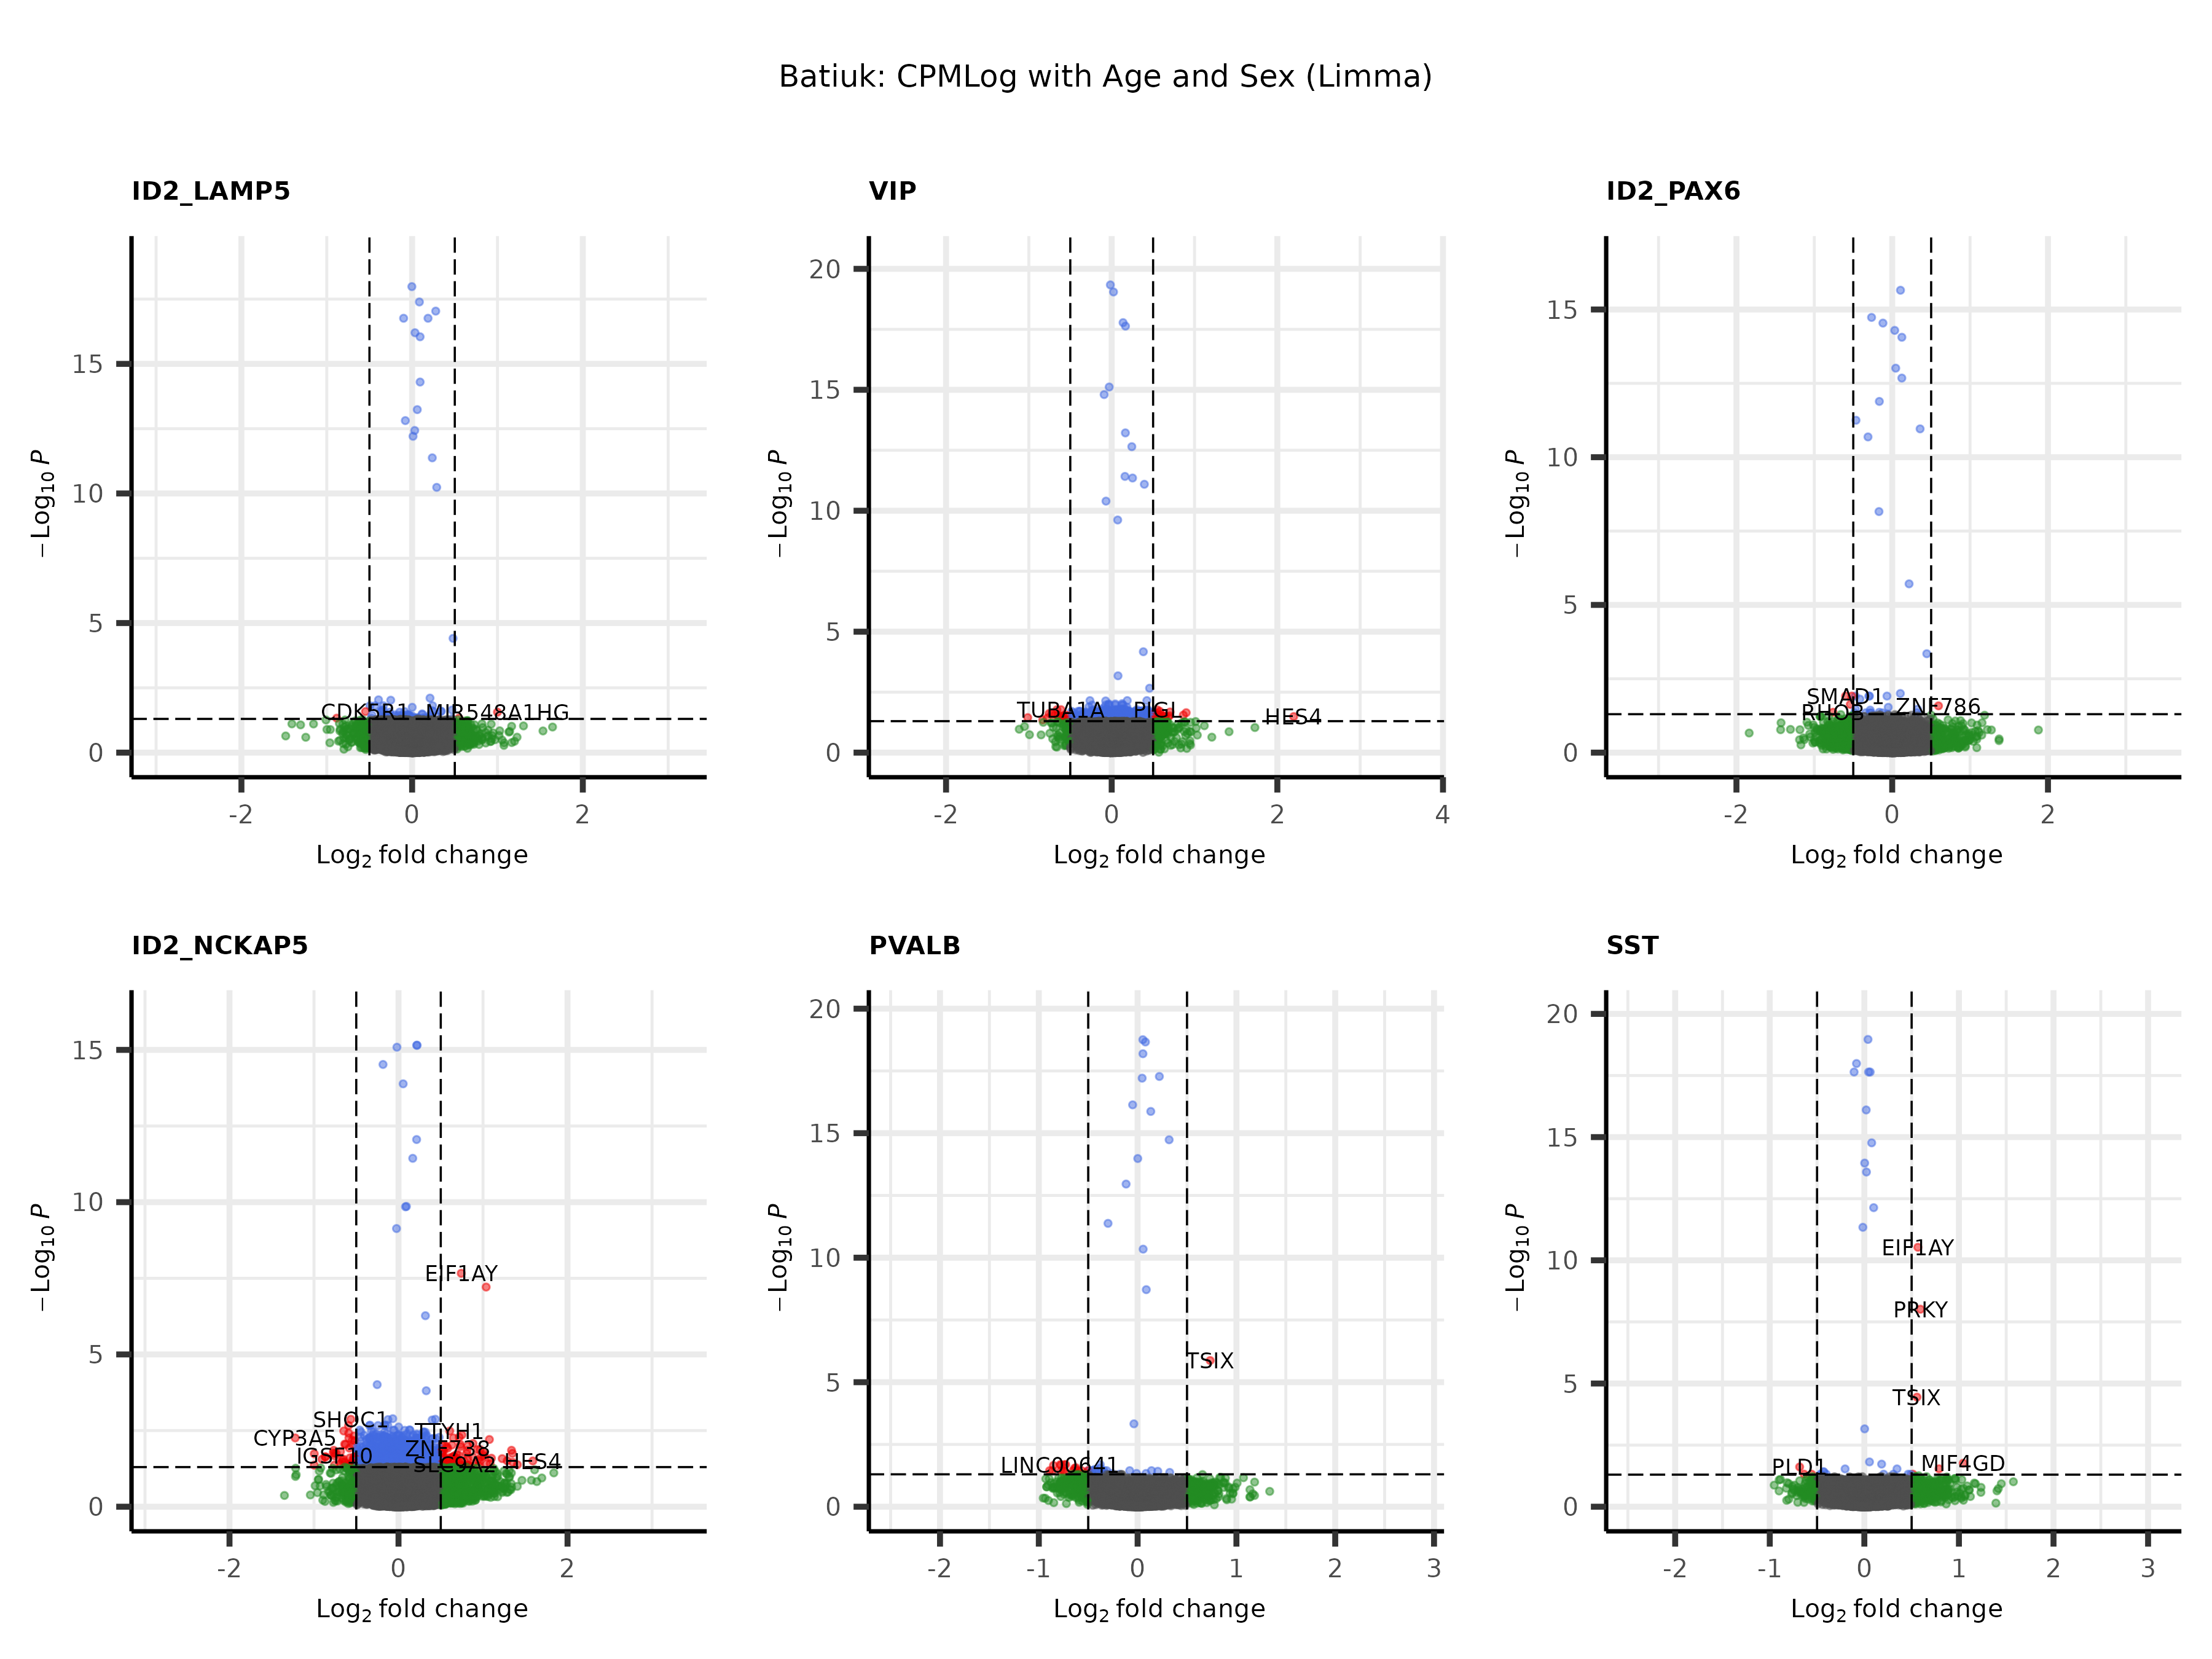 Batiuk: CPMLog with Age and Sex (Limma)
ID2_LAMP5
VIP
ID2_PAX6
−Log10 P
15
10
5
0
CDK5R1
MIR548A1HG
-2
0
2
Log2 fold change
−Log10 P
20
15
10
5
0
TUBA1A
PIGL
HES4
-2
0
2
4
Log2 fold change
−Log10 P
15
10
5
0
SMAD1
RHOB
ZNF786
-2
0
2
Log2 fold change
ID2_NCKAP5
PVALB
SST
−Log10 P
15
10
5
0
EIF1AY
SHOC1
TTYH1
CYP3A5
ZNF738
IGSF10
SLC9A2
HES4
-2
0
2
Log2 fold change
−Log10 P
20
15
10
5
0
TSIX
LINC00641
-2
-1
0
1
2
3
Log2 fold change
−Log10 P
20
15
10
5
0
EIF1AY
PRKY
TSIX
PLD1
MIF4GD
-2
-1
0
1
2
3
Log2 fold change